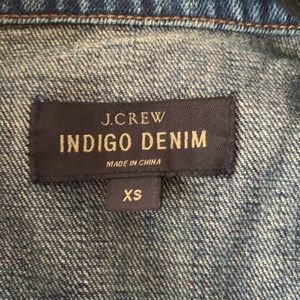 J.CREW
INDIGO DENIM
MADE IN CHINA
XS